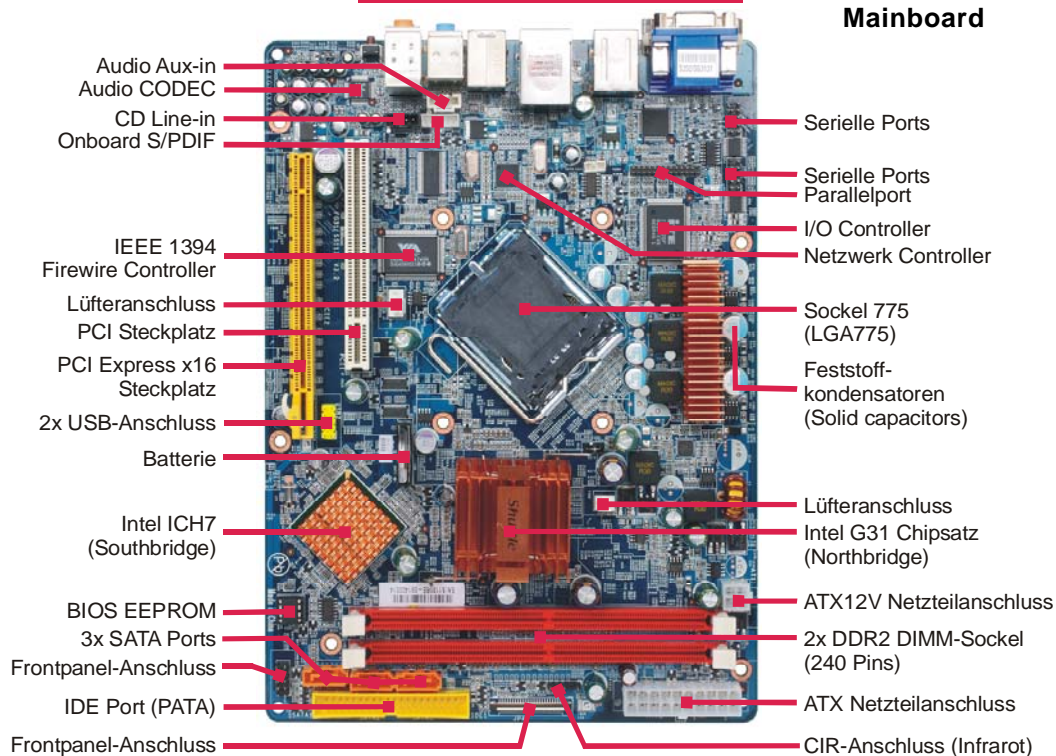 Mainboard
Audio Aux-in
Audio CODEC
CD Line-in
Onboard S/PDIF
IEEE 1394
Firewire Controller
Lüfteranschluss
PCI Steckplatz
PCI Express x16
Steckplatz
2x USB-Anschluss
Batterie
Intel ICH7
(Southbridge)
BIOS EEPROM
3x SATA Ports
Frontpanel-Anschluss
IDE Port (PATA)
Frontpanel-Anschluss
Serielle Ports
Serielle Ports
Parallelport
I/O Controller
Netzwerk Controller
Sockel 775
(LGA775)
Feststoff-
kondensatoren
(Solid capacitors)
Lüfteranschluss
Intel G31 Chipsatz
(Northbridge)
ATX12V Netzteilanschluss
2x DDR2 DIMM-Sockel
(240 Pins)
ATX Netzteilanschluss
CIR-Anschluss (Infrarot)
VIA
Shuttle